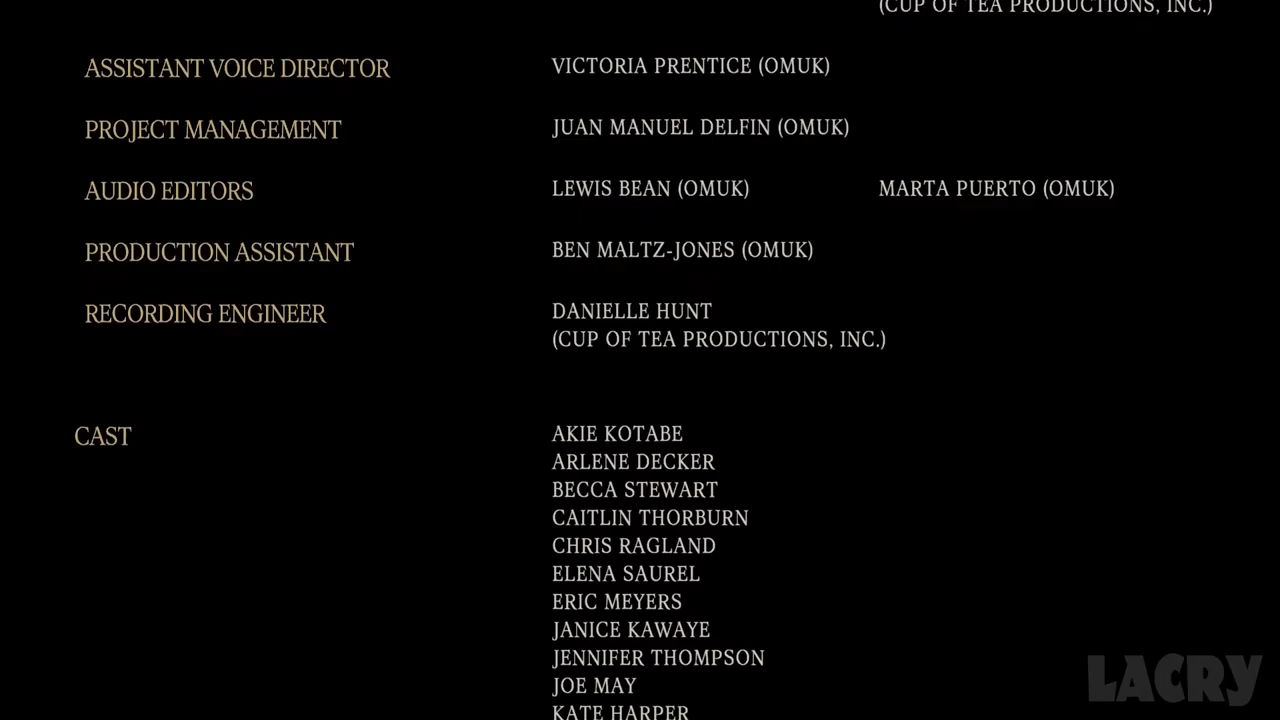 (CUP OF TEA PRODUCTIONS, INC.)
ASSISTANT VOICE DIRECTOR VICTORIA PRENTICE (OMUK)
PROJECT MANAGEMENT JUAN MANUEL DELFIN (OMUK)
AUDIO EDITORS LEWIS BEAN (OMUK) MARTA PUERTO (OMUK)
PRODUCTION ASSISTANT BEN MALTZ-JONES (OMUK)
RECORDING ENGINEER DANIELLE HUNT
(CUP OF TEA PRODUCTIONS, INC.)
CAST AKIE KOTABE
ARLENE DECKER
BECCA STEWART
CAITLIN THORBURN
CHRIS RAGLAND
ELENA SAUREL
ERIC MEYERS
JANICE KAWAYE
JENNIFER THOMPSON
JOE MAY
KATE HARPER
LACRY